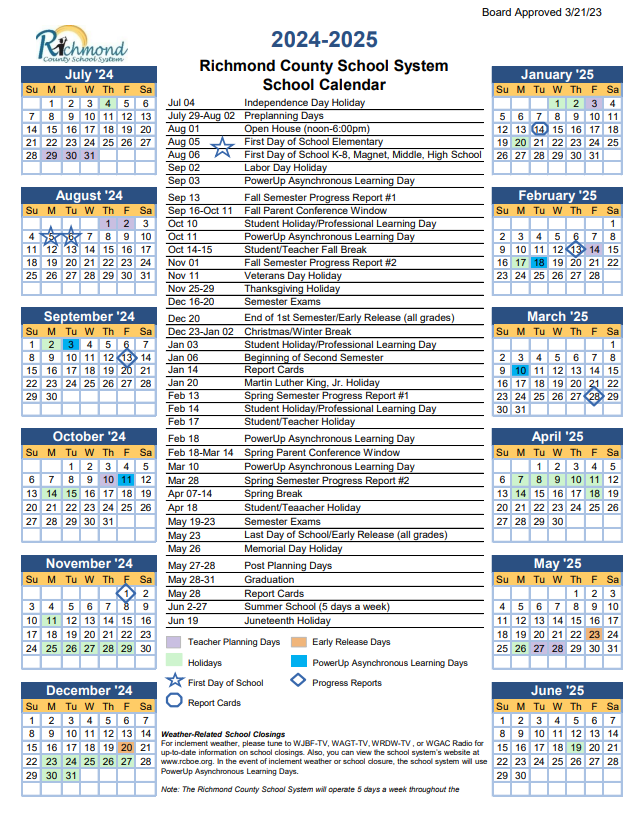 Board Approved 3/21/23
Richmond
County School System
2024-2025
Richmond County School System
School Calendar
July '24
Su M Tu W Th F Sa
1 2 3 4 5 6
7 8 9 10 11 12 13
14 15 16 17 18 19 20
21 22 23 24 25 26 27
28 29 30 31
August '24
Su M Tu W Th F Sa
1 2 3
4 5 6 7 8 9 10
11 12 13 14 15 16 17
18 19 20 21 22 23 24
25 26 27 28 29 30 31
September '24
Su M Tu W Th F Sa
1 2 3 4 5 6 7
8 9 10 11 12 13 14
15 16 17 18 19 20 21
22 23 24 25 26 27 28
29 30
October '24
Su M Tu W Th F Sa
1 2 3 4 5
6 7 8 9 10 11 12
13 14 15 16 17 18 19
20 21 22 23 24 25 26
27 28 29 30 31
November '24
Su M Tu W Th F Sa
1 2
3 4 5 6 7 8 9
10 11 12 13 14 15 16
17 18 19 20 21 22 23
24 25 26 27 28 29 30
December '24
Su M Tu W Th F Sa
1 2 3 4 5 6 7
8 9 10 11 12 13 14
15 16 17 18 19 20 21
22 23 24 25 26 27 28
29 30 31
Jul 04 Independence Day Holiday
July 29-Aug 02 Preplanning Days
Aug 01 Open House (noon-6:00pm)
Aug 05 First Day of School Elementary
Aug 06 First Day of School K-8, Magnet, Middle, High School
Sep 02 Labor Day Holiday
Sep 03 PowerUp Asynchronous Learning Day
Sep 13 Fall Semester Progress Report #1
Sep 16-Oct 11 Fall Parent Conference Window
Oct 10 Student Holiday/Professional Learning Day
Oct 11 PowerUp Asynchronous Learning Day
Oct 14-15 Student/Teacher Fall Break
Nov 01 Fall Semester Progress Report #2
Nov 11 Veterans Day Holiday
Nov 25-29 Thanksgiving Holiday
Dec 16-20 Semester Exams
Dec 20 End of 1st Semester/Early Release (all grades)
Dec 23-Jan 02 Christmas/Winter Break
Jan 03 Student Holiday/Professional Learning Day
Jan 06 Beginning of Second Semester
Jan 14 Report Cards
Jan 20 Martin Luther King, Jr. Holiday
Feb 13 Spring Semester Progress Report #1
Feb 14 Student Holiday/Professional Learning Day
Feb 17 Student/Teacher Holiday
Feb 18 PowerUp Asynchronous Learning Day
Feb 18-Mar 14 Spring Parent Conference Window
Mar 10 PowerUp Asynchronous Learning Day
Mar 28 Spring Semester Progress Report #2
Apr 07-14 Spring Break
Apr 18 Student/Teaacher Holiday
May 19-23 Semester Exams
May 23 Last Day of School/Early Release (all grades)
May 26 Memorial Day Holiday
May 27-28 Post Planning Days
May 28-31 Graduation
May 28 Report Cards
Jun 2-27 Summer School (5 days a week)
Jun 19 Juneteenth Holiday
Teacher Planning Days Early Release Days
Holidays PowerUp Asynchronous Learning Days
First Day of School Progress Reports
Report Cards
Weather-Related School Closings
For inclement weather, please tune to WJBF-TV, WAGT-TV, WRDW-TV , or WGAC Radio for
up-to-date information on school closings. Also, you can view the school system's website at
www.rcboe.org. In the event of inclement weather or school closure, the school system will use
PowerUp Asynchronous Learning Days.
Note: The Richmond County School System will operate 5 days a week throughout the
January '25
Su M Tu W Th F Sa
1 2 3 4
5 6 7 8 9 10 11
12 13 14 15 16 17 18
19 20 21 22 23 24 25
26 27 28 29 30 31
February '25
Su M Tu W Th F Sa
1
2 3 4 5 6 7 8
9 10 11 12 13 14 15
16 17 18 19 20 21 22
23 24 25 26 27 28
March '25
Su M Tu W Th F Sa
1
2 3 4 5 6 7 8
9 10 11 12 13 14 15
16 17 18 19 20 21 22
23 24 25 26 27 28 29
30 31
April '25
Su M Tu W Th F Sa
1 2 3 4 5
6 7 8 9 10 11 12
13 14 15 16 17 18 19
20 21 22 23 24 25 26
27 28 29 30
May '25
Su M Tu W Th F Sa
1 2 3
4 5 6 7 8 9 10
11 12 13 14 15 16 17
18 19 20 21 22 23 24
25 26 27 28 29 30 31
June '25
Su M Tu W Th F Sa
1 2 3 4 5 6 7
8 9 10 11 12 13 14
15 16 17 18 19 20 21
22 23 24 25 26 27 28
29 30